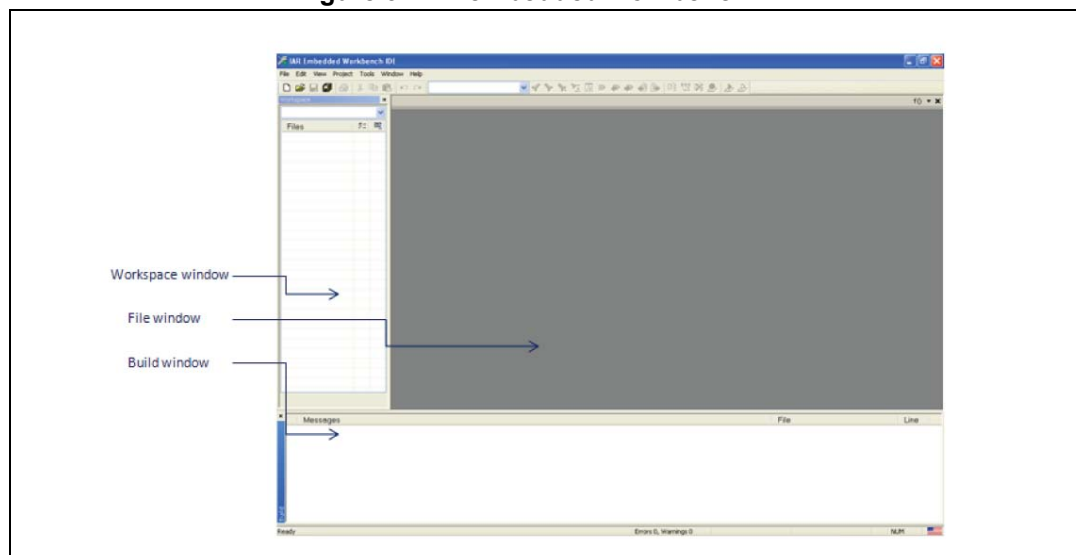 IAR Embedded Workbench IDE
File Edit View Project Tools Window Help
Workspace
Files
Workspace window
File window
Build window
Messages File Line
Ready Errors 0, Warnings 0 NUM